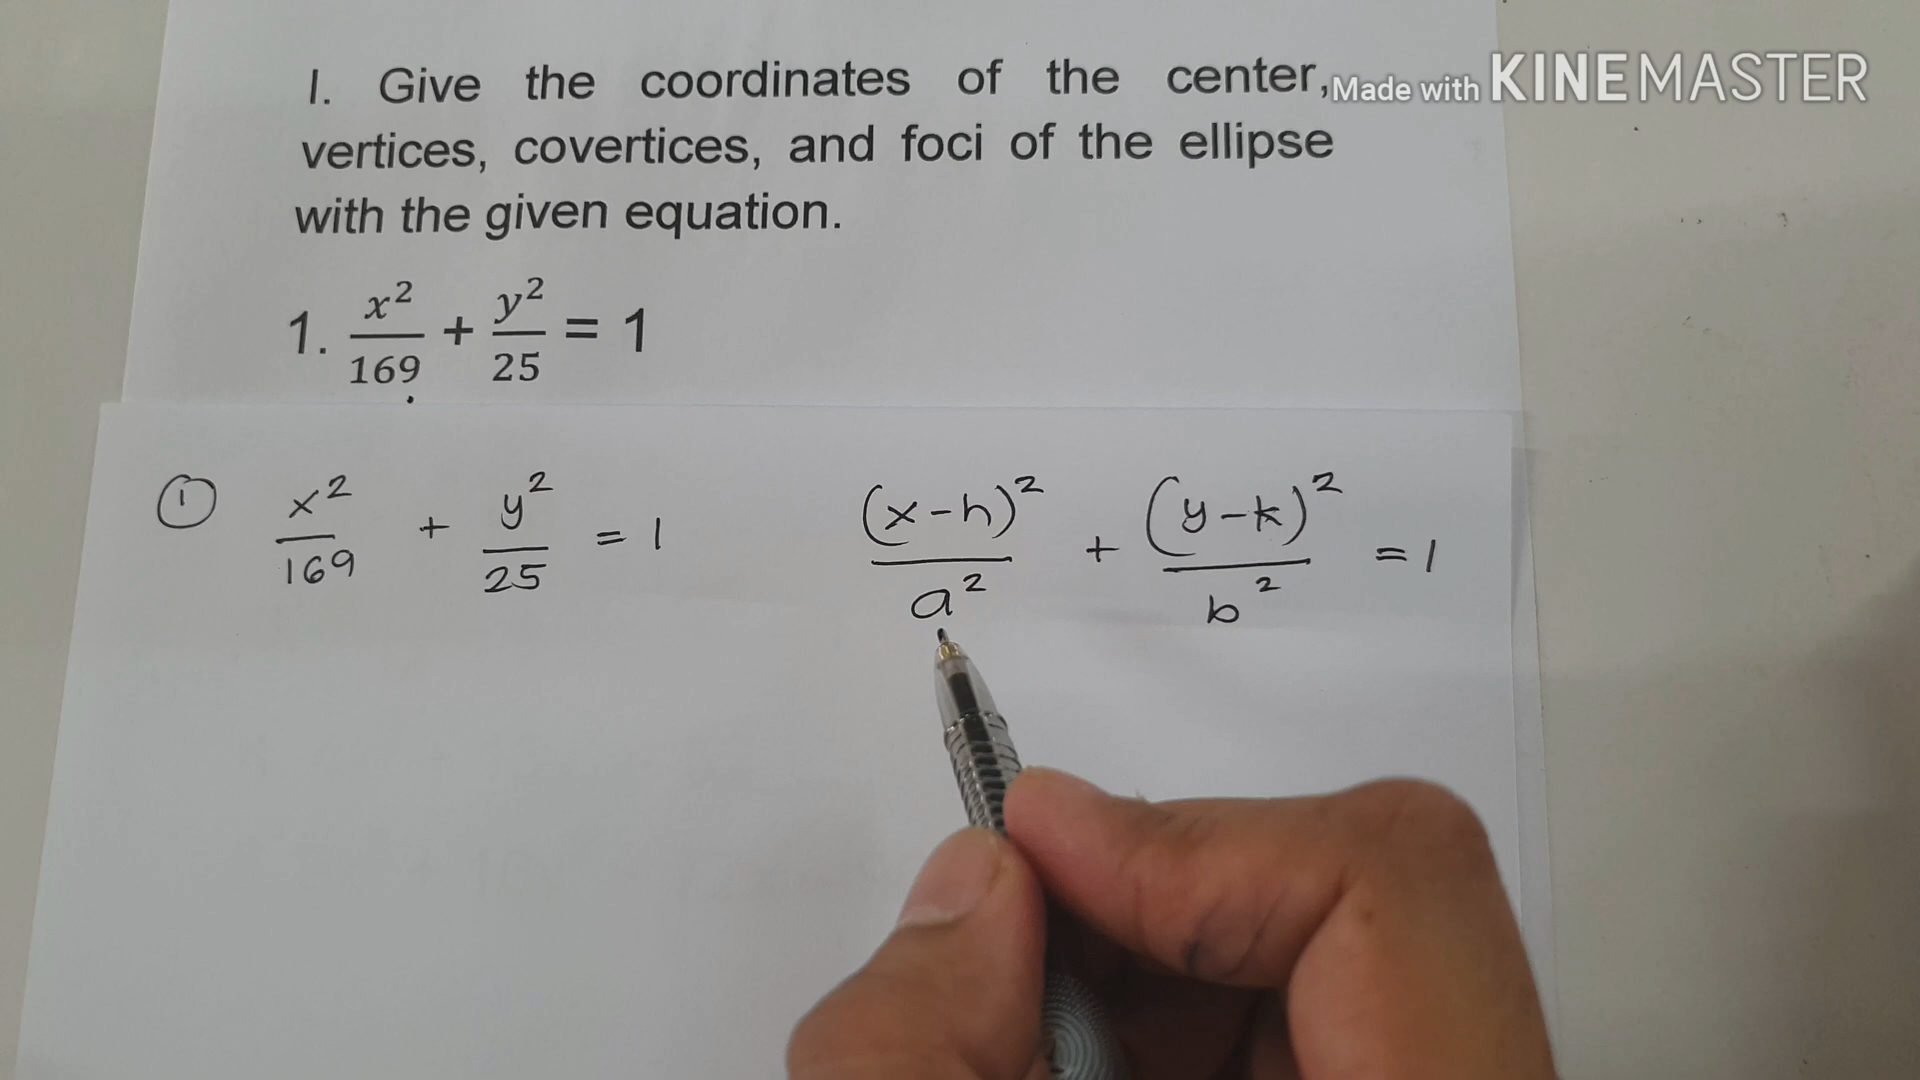 I. Give the coordinates of the center,
Made with KINEMASTER
vertices, covertices, and foci of the ellipse
with the given equation.
1. x²/169 + y²/25 = 1
① x²/169 + y²/25 = 1
(x-h)²/a² + (y-k)²/b² = 1